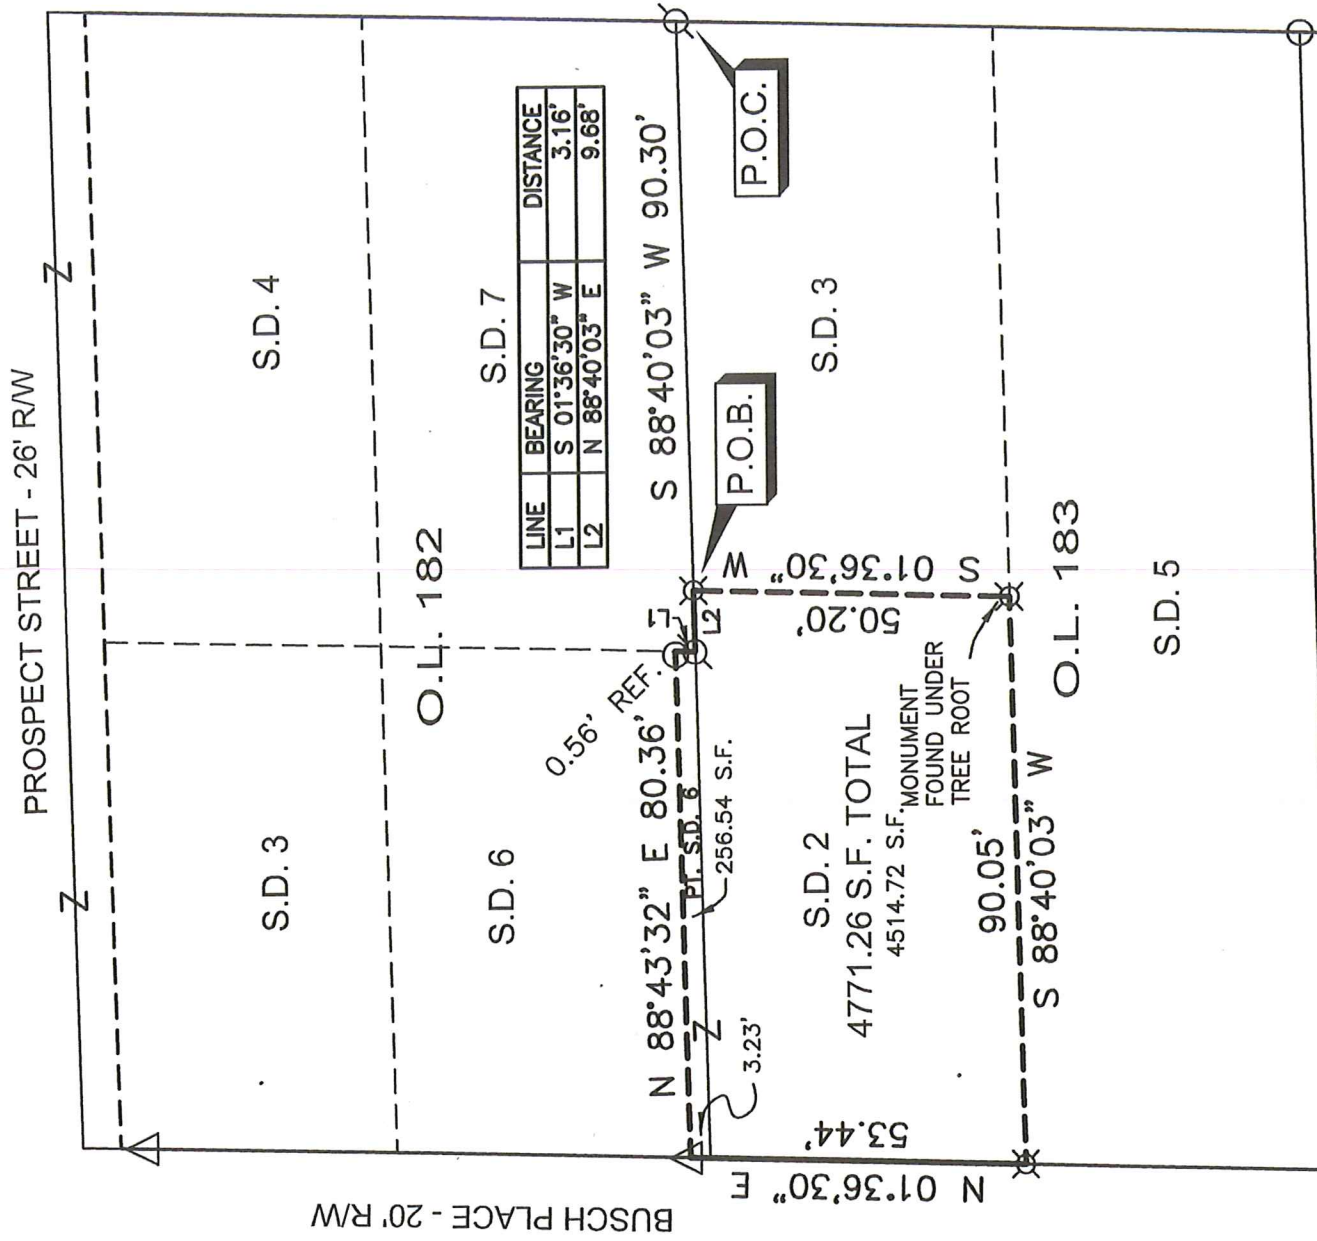 PROSPECT STREET - 26' R/W
BUSCH PLACE - 20' R/W
S.D. 3
S.D. 4
O.L. 182
S.D. 6
S.D. 7
LINE BEARING DISTANCE
L1 S 01°36'30" W 3.16'
L2 N 88°40'03" E 9.68'
0.56' REF.
L1
L2
N 88°43'32" E 80.36'
S 88°40'03" W 90.30'
P.O.C.
P.O.B.
PT. S.D. 6
256.54 S.F.
3.23'
S.D. 2
4771.26 S.F. TOTAL
4514.72 S.F.
MONUMENT
FOUND UNDER
TREE ROOT
S 01°36'30" W
50.20'
S.D. 3
53.44'
N 01°36'30" E
90.05'
S 88°40'03" W
O.L. 183
S.D. 5
Z
Z
Z